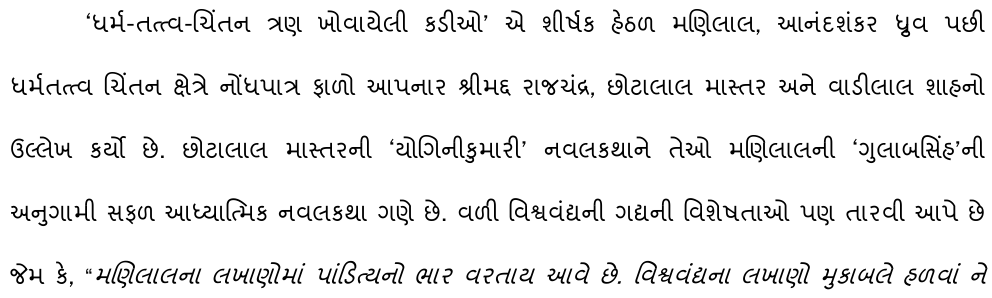 ‘ધર્મ-તત્ત્વ-ચિંતન ત્રણ ખોવાયેલી કડીઓ’ એ શીર્ષક હેઠળ મણિલાલ, આનંદશંકર ધ્રુવ પછી
ધર્મતત્ત્વ ચિંતન ક્ષેત્રે નોંધપાત્ર ફાળો આપનાર શ્રીમદ્દ રાજચંદ્ર, છોટાલાલ માસ્તર અને વાડીલાલ શાહનો
ઉલ્લેખ કર્યો છે. છોટાલાલ માસ્તરની ‘યોગિનીકુમારી’ નવલકથાને તેઓ મણિલાલની ‘ગુલાબસિંહ’ની
અનુગામી સફળ આધ્યાત્મિક નવલકથા ગણે છે. વળી વિશ્વવંદ્યની ગદ્યની વિશેષતાઓ પણ તારવી આપે છે
જેમ કે, “મણિલાલના લખાણોમાં પાંડિત્યનો ભાર વરતાય આવે છે. વિશ્વવંદ્યના લખાણો મુકાબલે હળવાં ને